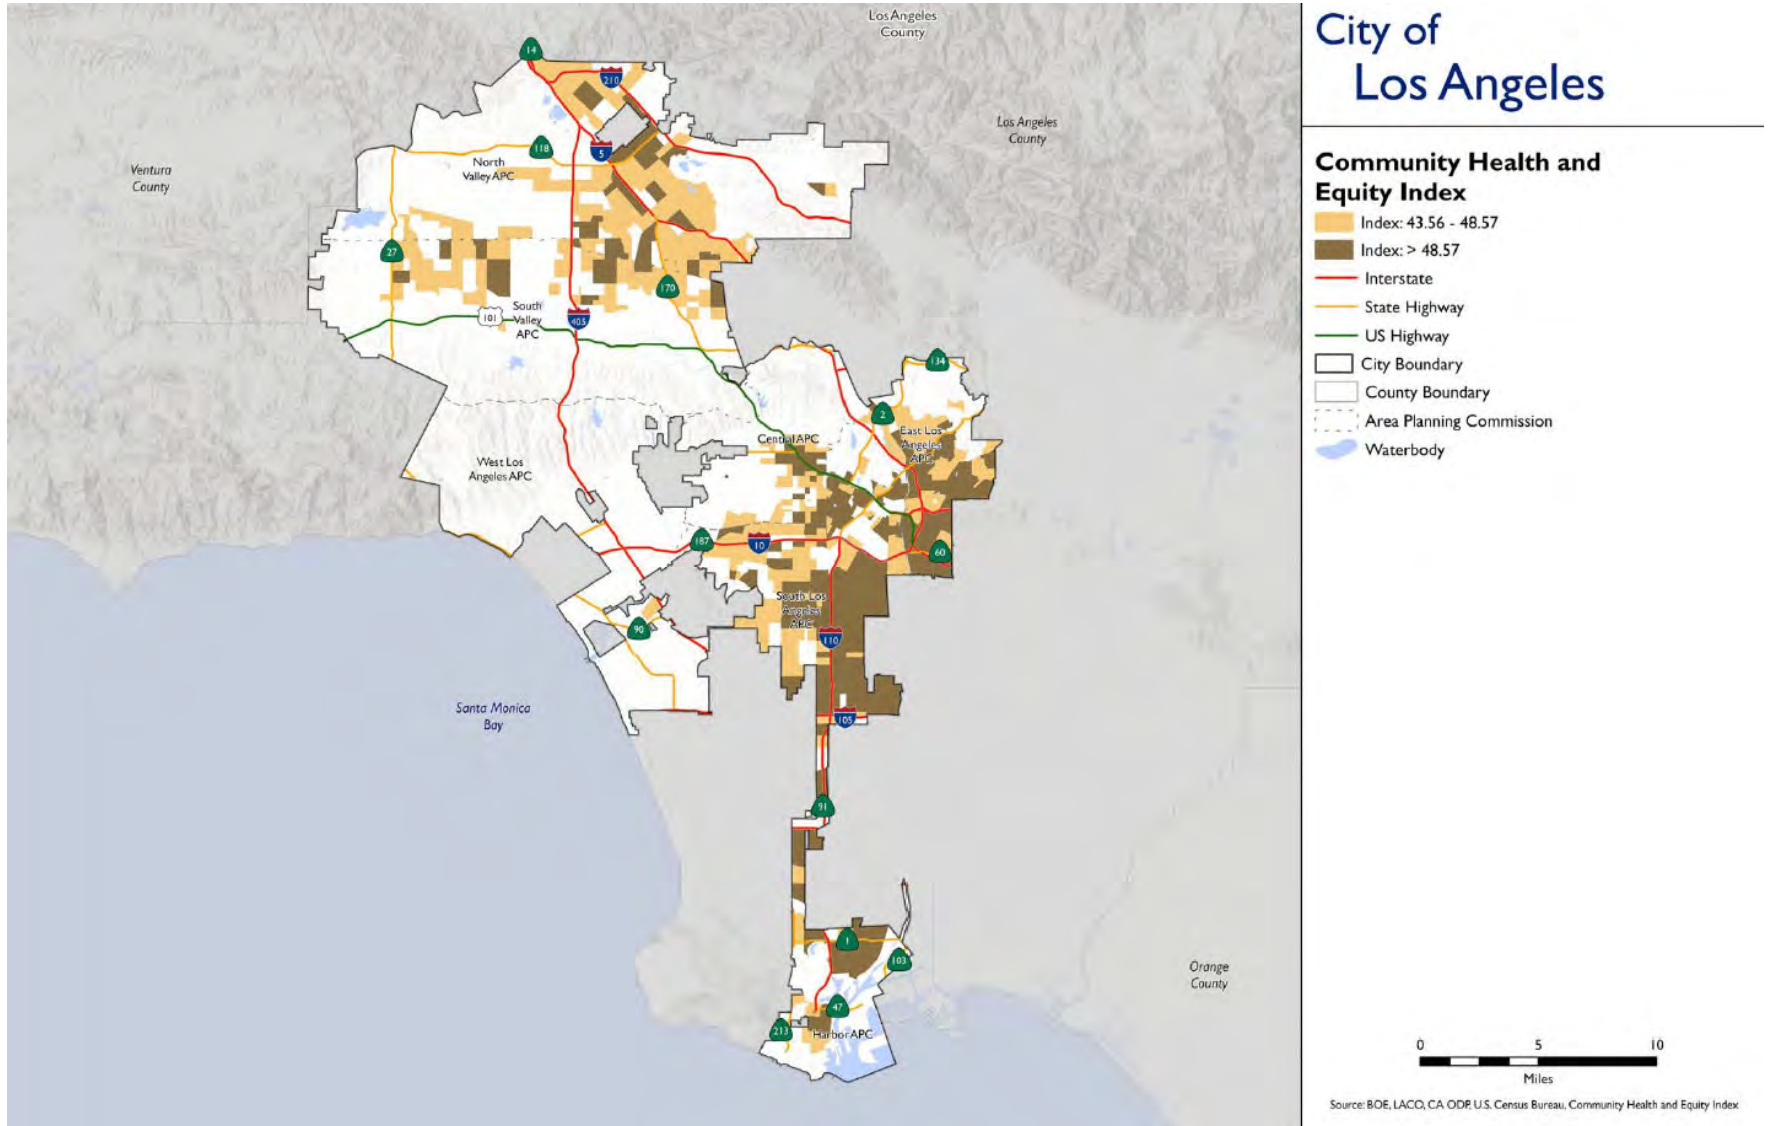 City of
Los Angeles
Community Health and
Equity Index
Index: 43.56 - 48.57
Index: > 48.57
Interstate
State Highway
US Highway
City Boundary
County Boundary
Area Planning Commission
Waterbody
0 5 10
Miles
Source: BOE, LACO, CA ODP, U.S. Census Bureau, Community Health and Equity Index
Los Angeles
County
14
210
Los Angeles
County
118
5
North
Valley APC
Ventura
County
27
170
South
Valley
APC
101
405
134
2
Central APC
East Los
Angeles
APC
West Los
Angeles APC
187
10
60
South Los
Angeles
APC
90
110
Santa Monica
Bay
105
91
1
103
Orange
County
47
213
Harbor APC